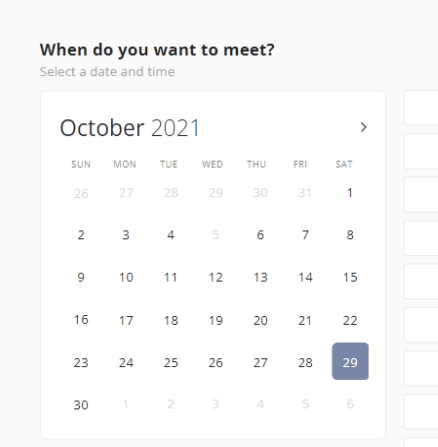 When do you want to meet?
Select a date and time
October 2021
SUN MON TUE WED THU FRI SAT
26 27 28 29 30 31 1
2 3 4 5 6 7 8
9 10 11 12 13 14 15
16 17 18 19 20 21 22
23 24 25 26 27 28 29
30 1 2 3 4 5 6